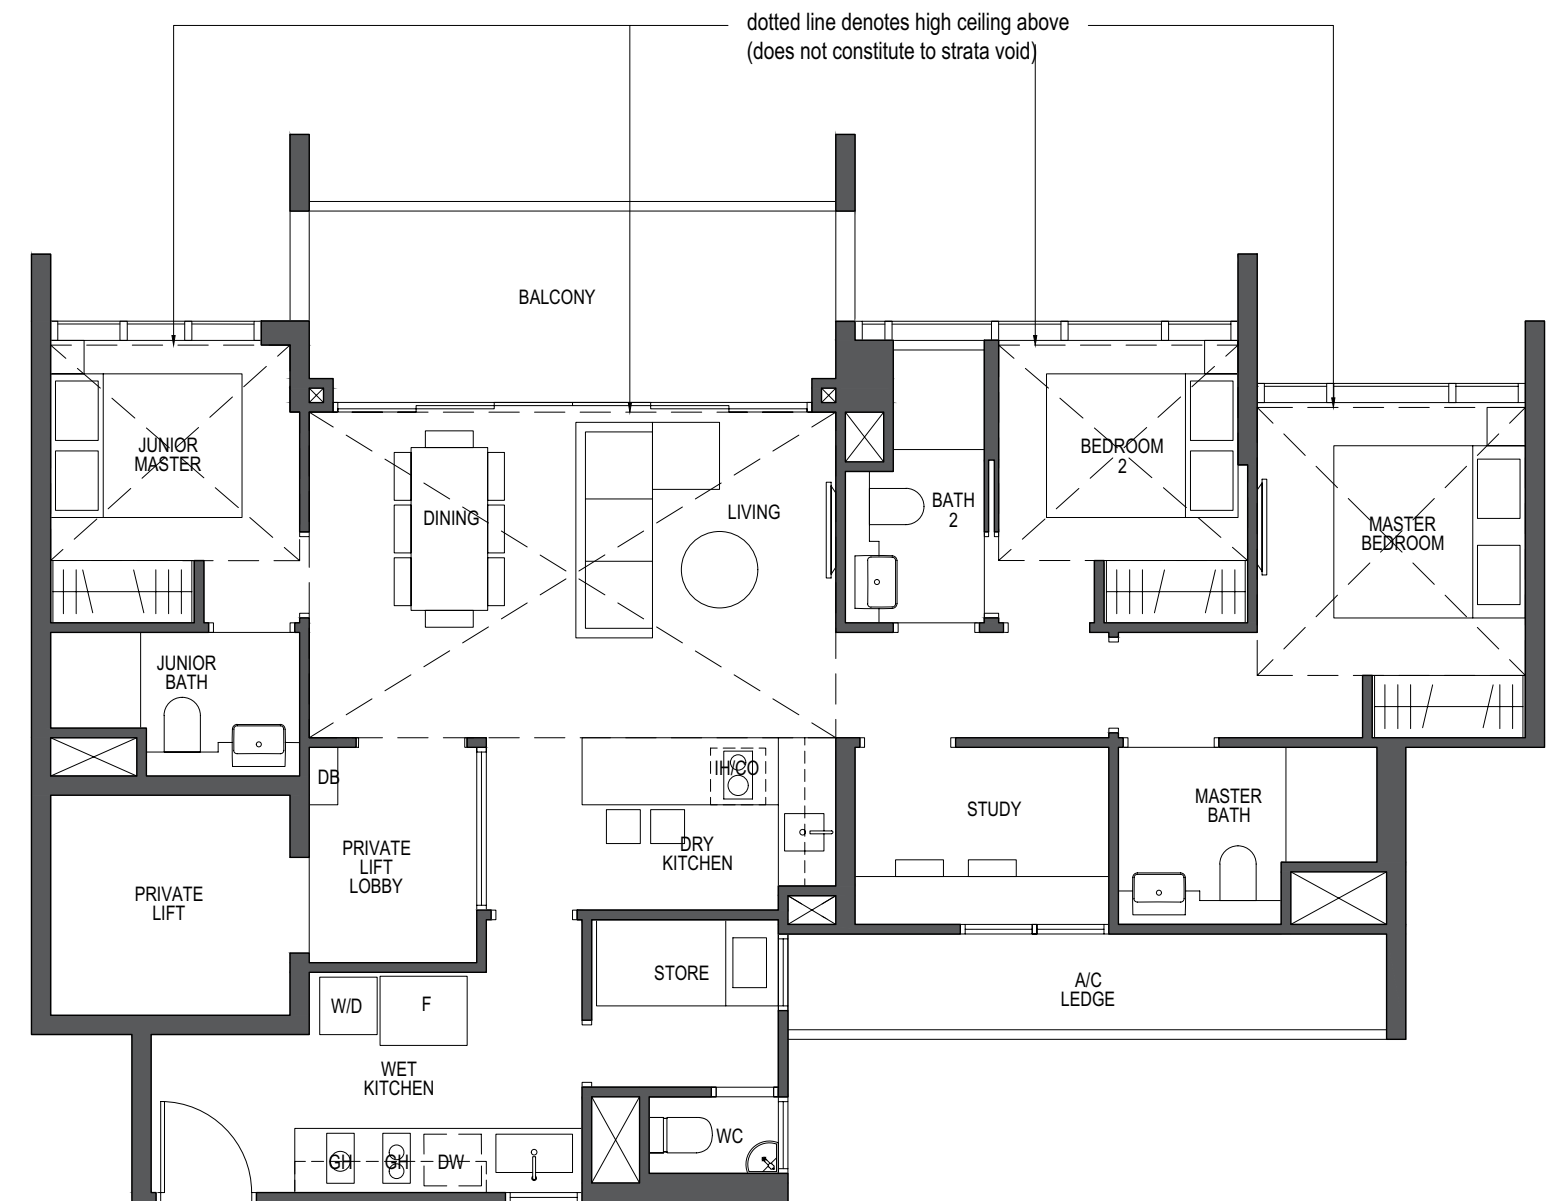 dotted line denotes high ceiling above
(does not constitute to strata void)
BALCONY
JUNIOR
MASTER
DINING
LIVING
BATH
2
BEDROOM
2
MASTER
BEDROOM
JUNIOR
BATH
DB
IH/CO
PRIVATE
LIFT
LOBBY
DRY
KITCHEN
STUDY
MASTER
BATH
PRIVATE
LIFT
STORE
A/C
LEDGE
W/D
F
WET
KITCHEN
WC
GH
GH
DW